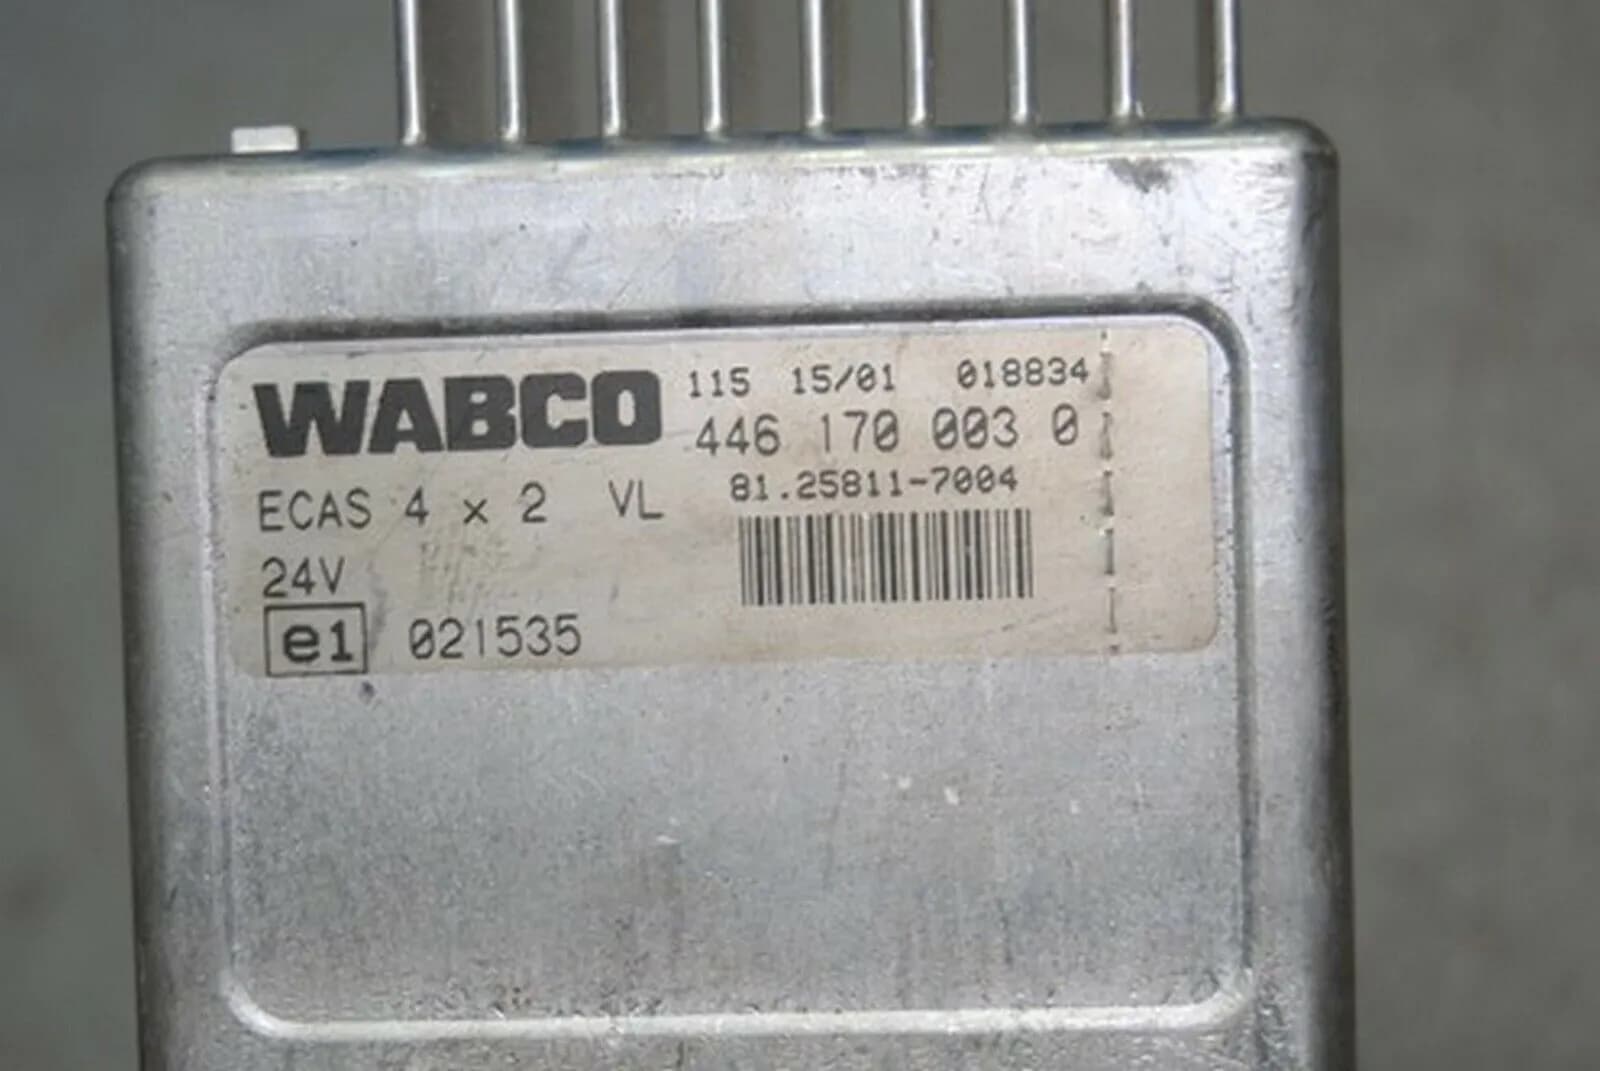 WABCO 115 15/01 018834
446 170 003 0
81.25811-7004
ECAS 4 x 2 VL
24V
e1 021535